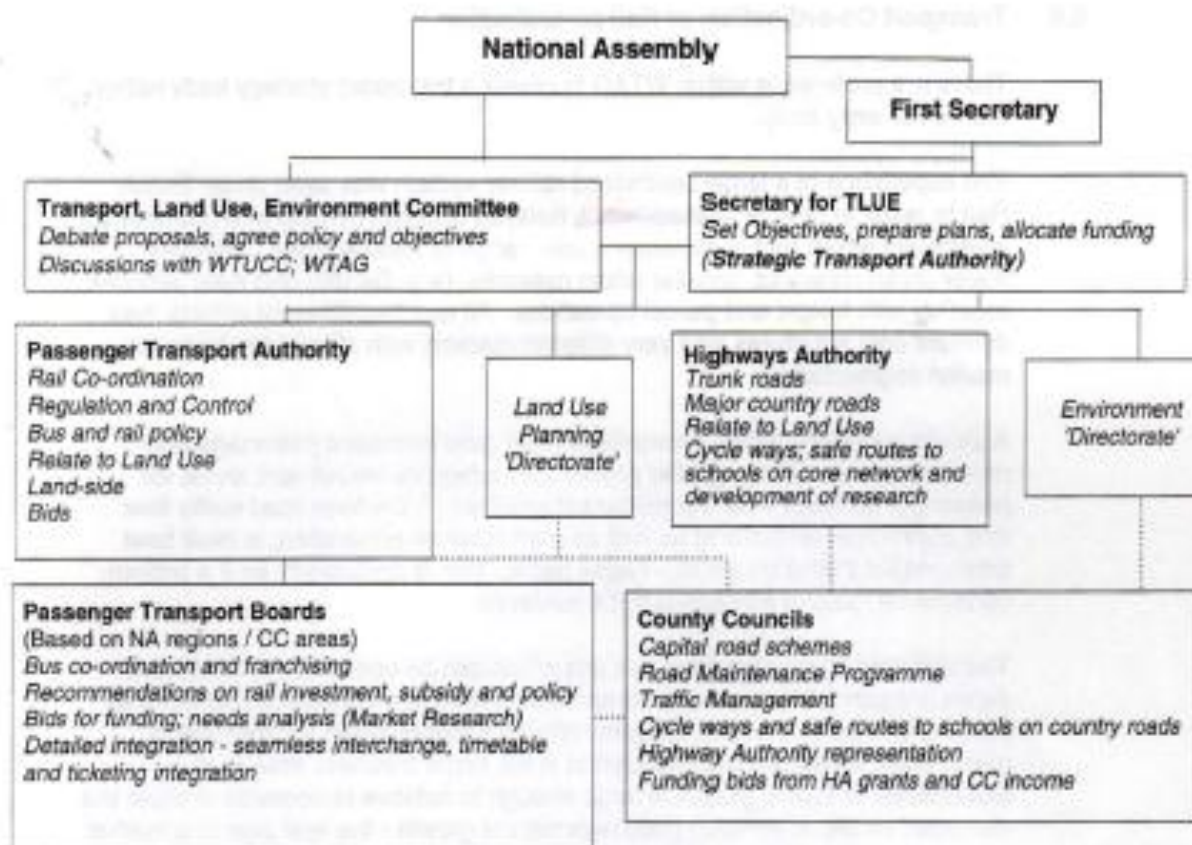 National Assembly
First Secretary
Transport, Land Use, Environment Committee
Debate proposals, agree policy and objectives
Discussions with WTUCC; WTAG
Secretary for TLUE
Set Objectives, prepare plans, allocate funding
(Strategic Transport Authority)
Passenger Transport Authority
Rail Co-ordination
Regulation and Control
Bus and rail policy
Relate to Land Use
Land-side
Bids
Land Use
Planning
'Directorate'
Highways Authority
Trunk roads
Major country roads
Relate to Land Use
Cycle ways; safe routes to
schools on core network and
development of research
Environment
'Directorate'
Passenger Transport Boards
(Based on NA regions / CC areas)
Bus co-ordination and franchising
Recommendations on rail investment, subsidy and policy
Bids for funding; needs analysis (Market Research)
Detailed integration - seamless interchange, timetable
and ticketing integration
County Councils
Capital road schemes
Road Maintenance Programme
Traffic Management
Cycle ways and safe routes to schools on country roads
Highway Authority representation
Funding bids from HA grants and CC income